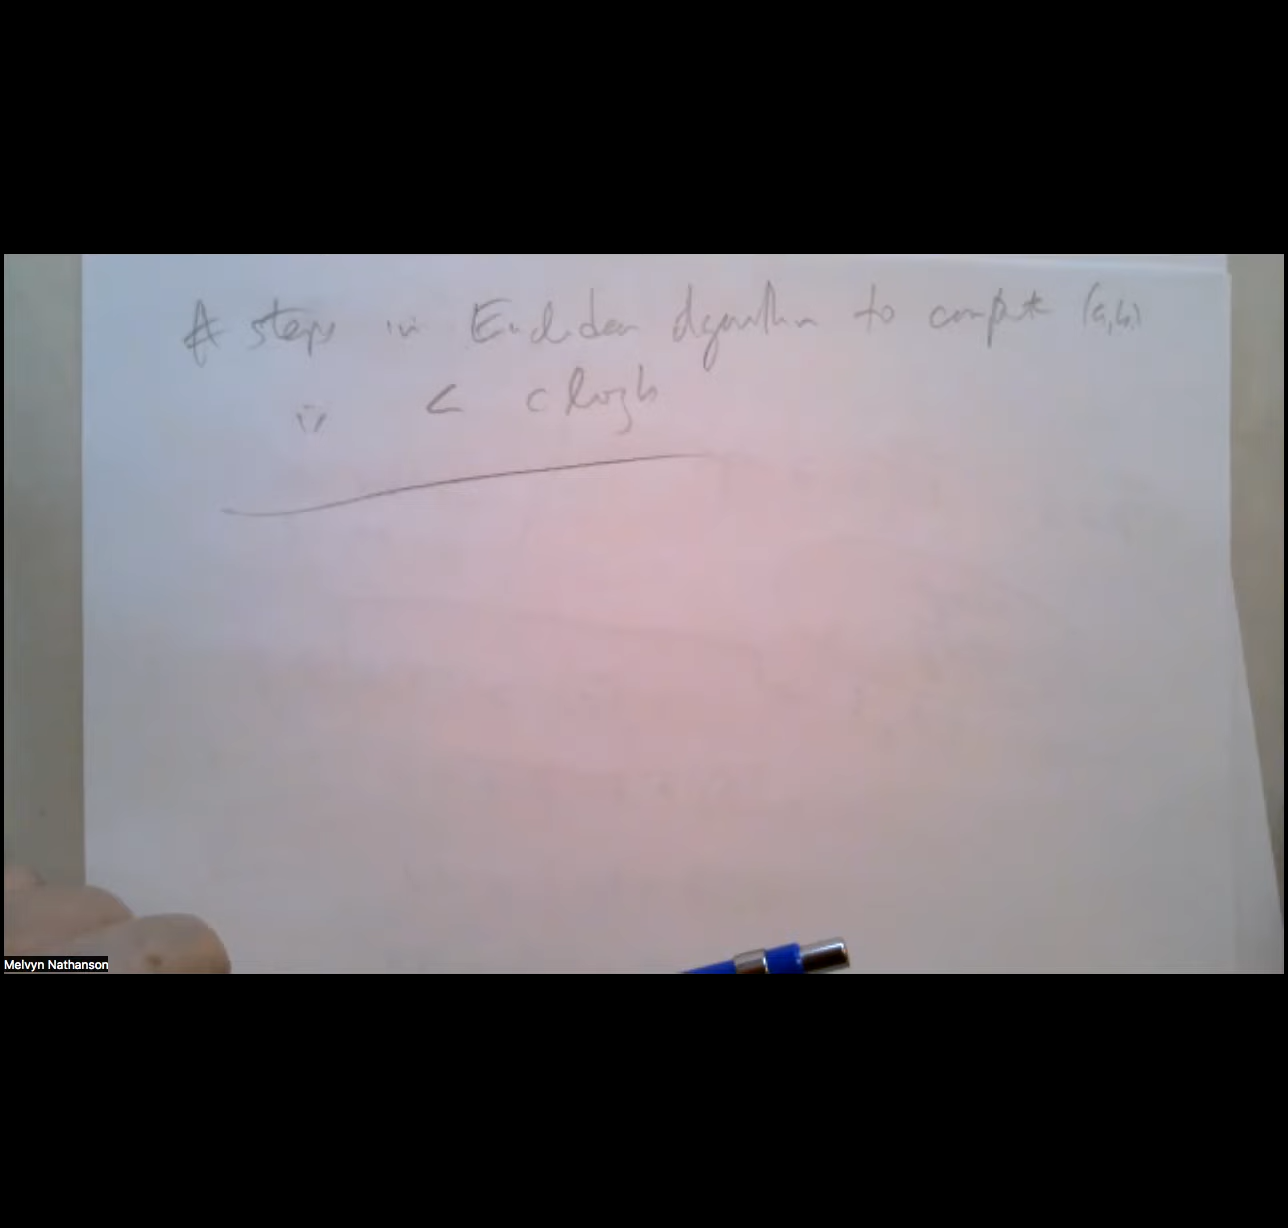 # steps in Euclidean algorithm to compute (a,b)
is < c log b
Melvyn Nathanson